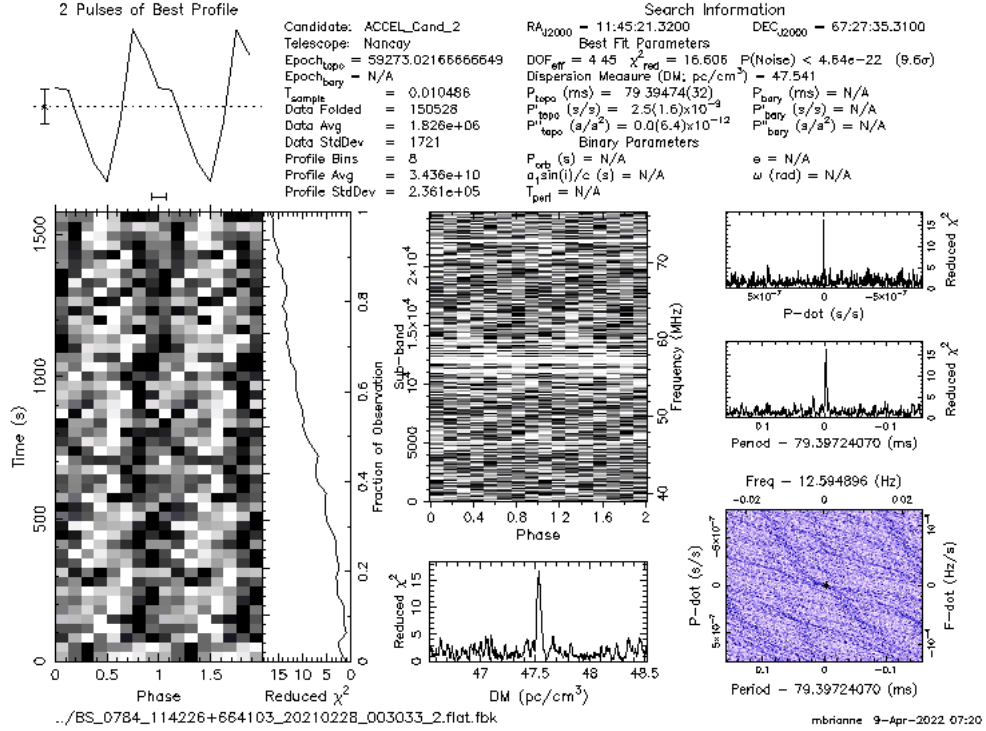 2 Pulses of Best Profile
Search Information
Candidate: ACCEL_Cand_2
Telescope: Nancay
Epoch_topo = 59273.02166666649
Epoch_bary = N/A
T_sample = 0.010486
Data Folded = 150528
Data Avg = 1.826e+06
Data StdDev = 1721
Profile Bins = 8
Profile Avg = 3.436e+10
Profile StdDev = 2.361e+05
RA_J2000 = 11:45:21.3200 DEC_J2000 = 67:27:35.3100
Best Fit Parameters
DOF_eff = 4.45 χ²_red = 16.606 P(Noise) < 4.64e-22 (9.6σ)
Dispersion Measure (DM; pc/cm³) = 47.541
P_topo (ms) = 79.39474(32) P_bary (ms) = N/A
P'_topo (s/s) = 2.5(1.6)x10⁻⁹ P'_bary (s/s) = N/A
P''_topo (s/s²) = 0.0(6.4)x10⁻¹² P''_bary (s/s²) = N/A
Binary Parameters
P_orb (s) = N/A e = N/A
a₁sin(i)/c (s) = N/A ω (rad) = N/A
T_peri = N/A
Time (s)
0 500 1000 1500
Phase
0 0.5 1 1.5
Reduced χ²
15 10 5 0
Fraction of Observation
0 0.2 0.4 0.6 0.8 1
Sub-band
0 5000 10⁴ 1.5×10⁴ 2×10⁴
Frequency (MHz)
40 50 60 70
Phase
0 0.4 0.8 1.2 1.6 2
Reduced χ²
0 5 10 15
DM (pc/cm³)
47 47.5 48 48.5
Reduced χ²
0 5 10 15
5×10⁻⁷ 0 −5×10⁻⁷
P-dot (s/s)
Reduced χ²
0 5 10 15
0.1 0 −0.1
Period - 79.39724070 (ms)
Freq - 12.594896 (Hz)
−0.02 0 0.02
P-dot (s/s)
5×10⁻⁷ 0 −5×10⁻⁷
F-dot (Hz/s)
0.1 0 −0.1
Period - 79.39724070 (ms)
../BS_0784_114226+664103_20210228_003033_2.flat.fbk
mbrianne 9-Apr-2022 07:20